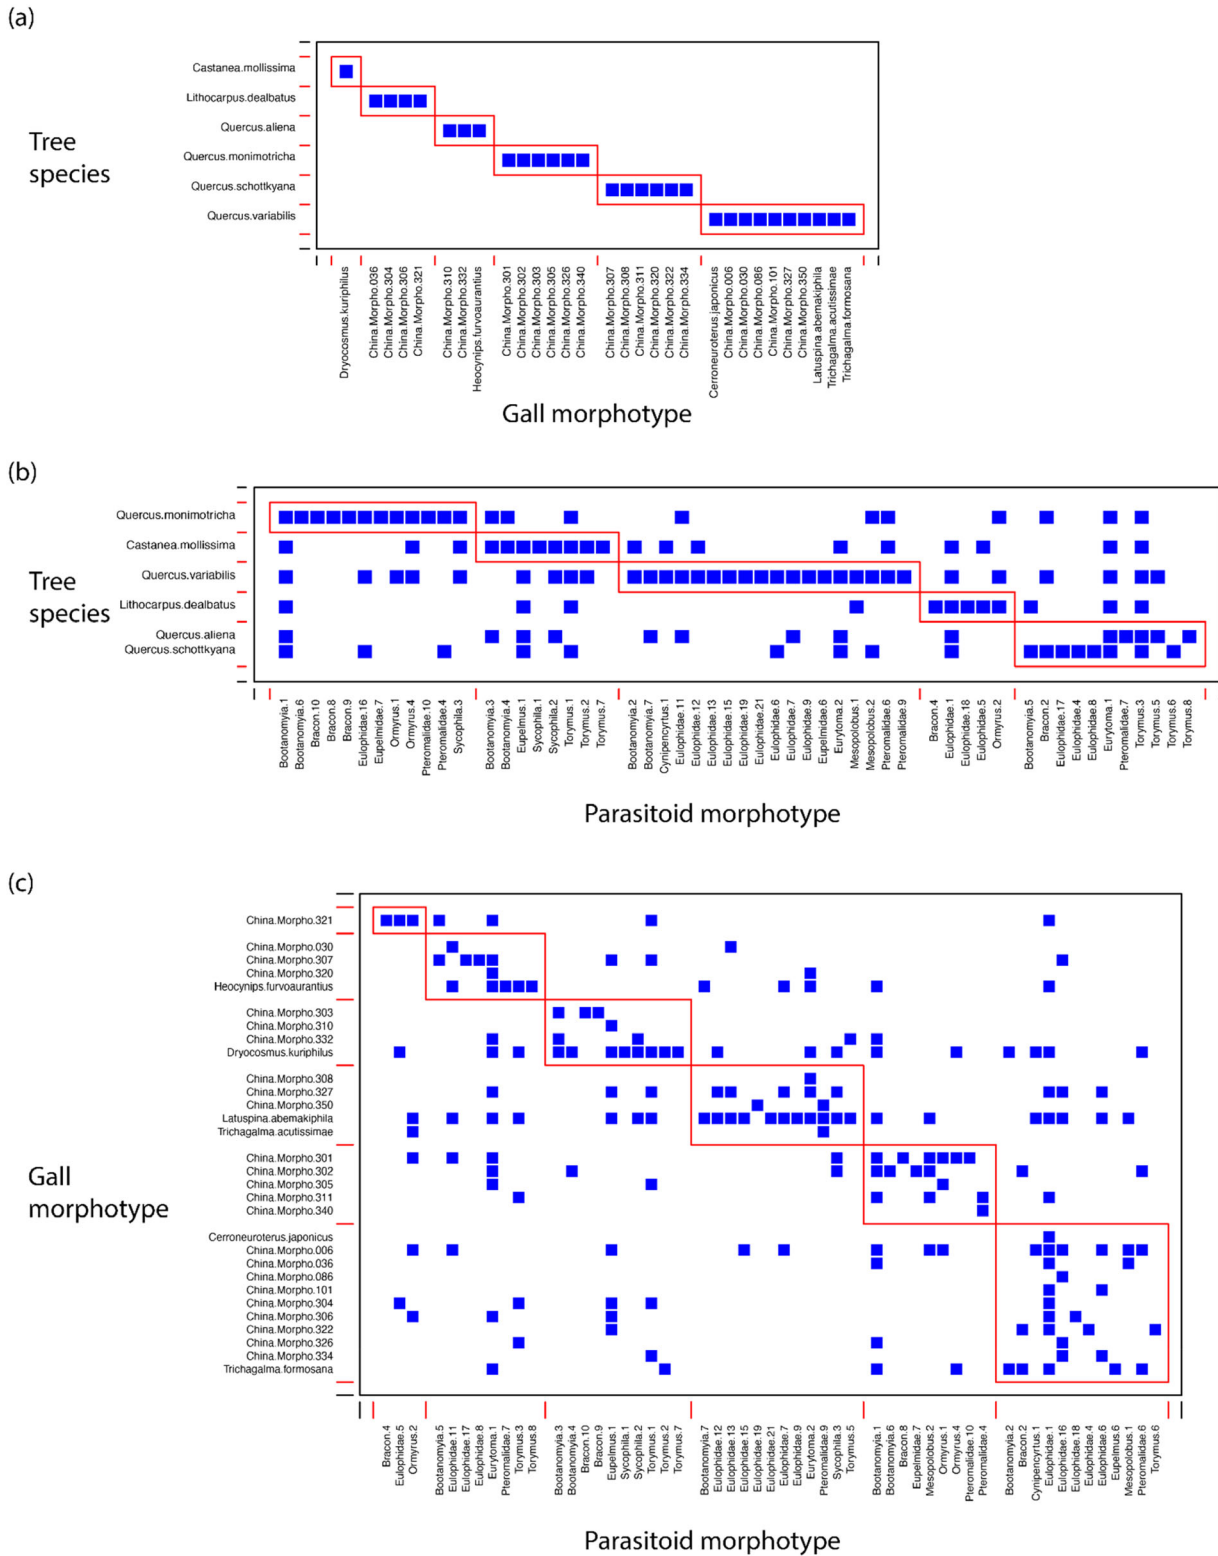 (a)
Castanea.mollissima
Lithocarpus.dealbatus
Quercus.aliena
Quercus.monimotricha
Quercus.schottkyana
Quercus.variabilis
Tree
species
Dryocosmus.kuriphilus
China.Morpho.036
China.Morpho.304
China.Morpho.306
China.Morpho.321
China.Morpho.310
China.Morpho.332
Heocynips.furvoaurantius
China.Morpho.301
China.Morpho.302
China.Morpho.303
China.Morpho.305
China.Morpho.326
China.Morpho.340
China.Morpho.307
China.Morpho.308
China.Morpho.311
China.Morpho.320
China.Morpho.322
China.Morpho.334
Cerroneuroterus.japonicus
China.Morpho.006
China.Morpho.030
China.Morpho.086
China.Morpho.101
China.Morpho.327
China.Morpho.350
Latuspina.abemakiphila
Trichagalma.acutissimae
Trichagalma.formosana
Gall morphotype
(b)
Quercus.monimotricha
Castanea.mollissima
Quercus.variabilis
Lithocarpus.dealbatus
Quercus.aliena
Quercus.schottkyana
Tree
species
Bootanomyia.1
Bootanomyia.6
Bracon.10
Bracon.8
Bracon.9
Eulophidae.16
Eupelmidae.7
Ormyrus.1
Ormyrus.4
Pteromalidae.10
Pteromalidae.4
Sycophila.3
Bootanomyia.3
Bootanomyia.4
Eupelmus.1
Sycophila.1
Sycophila.2
Torymus.1
Torymus.2
Torymus.7
Bootanomyia.2
Bootanomyia.7
Cynipencyrtus.1
Eulophidae.11
Eulophidae.12
Eulophidae.13
Eulophidae.15
Eulophidae.19
Eulophidae.21
Eulophidae.6
Eulophidae.7
Eulophidae.9
Eupelmidae.6
Eurytoma.2
Mesopolobus.1
Mesopolobus.2
Pteromalidae.6
Pteromalidae.9
Bracon.4
Eulophidae.1
Eulophidae.18
Eulophidae.5
Ormyrus.2
Bootanomyia.5
Bracon.2
Eulophidae.17
Eulophidae.4
Eulophidae.8
Eurytoma.1
Pteromalidae.7
Torymus.3
Torymus.5
Torymus.6
Torymus.8
Parasitoid morphotype
(c)
China.Morpho.321
China.Morpho.030
China.Morpho.307
China.Morpho.320
Heocynips.furvoaurantius
China.Morpho.303
China.Morpho.310
China.Morpho.332
Dryocosmus.kuriphilus
China.Morpho.308
China.Morpho.327
China.Morpho.350
Latuspina.abemakiphila
Trichagalma.acutissimae
China.Morpho.301
China.Morpho.302
China.Morpho.305
China.Morpho.311
China.Morpho.340
Cerroneuroterus.japonicus
China.Morpho.006
China.Morpho.036
China.Morpho.086
China.Morpho.101
China.Morpho.304
China.Morpho.306
China.Morpho.322
China.Morpho.326
China.Morpho.334
Trichagalma.formosana
Gall
morphotype
Bracon.4
Eulophidae.5
Ormyrus.2
Bootanomyia.5
Eulophidae.11
Eulophidae.17
Eulophidae.8
Eurytoma.1
Pteromalidae.7
Torymus.3
Torymus.8
Bootanomyia.3
Bootanomyia.4
Bracon.10
Bracon.9
Eupelmus.1
Sycophila.1
Sycophila.2
Torymus.1
Torymus.2
Torymus.7
Bootanomyia.7
Eulophidae.12
Eulophidae.13
Eulophidae.15
Eulophidae.19
Eulophidae.21
Eulophidae.7
Eulophidae.9
Eurytoma.2
Pteromalidae.9
Sycophila.3
Torymus.5
Bootanomyia.1
Bootanomyia.6
Bracon.8
Eupelmidae.7
Mesopolobus.2
Ormyrus.1
Ormyrus.4
Pteromalidae.10
Pteromalidae.4
Bootanomyia.2
Bracon.2
Cynipencyrtus.1
Eulophidae.1
Eulophidae.16
Eulophidae.18
Eulophidae.4
Eulophidae.6
Eupelmus.6
Mesopolobus.1
Pteromalidae.6
Torymus.6
Parasitoid morphotype